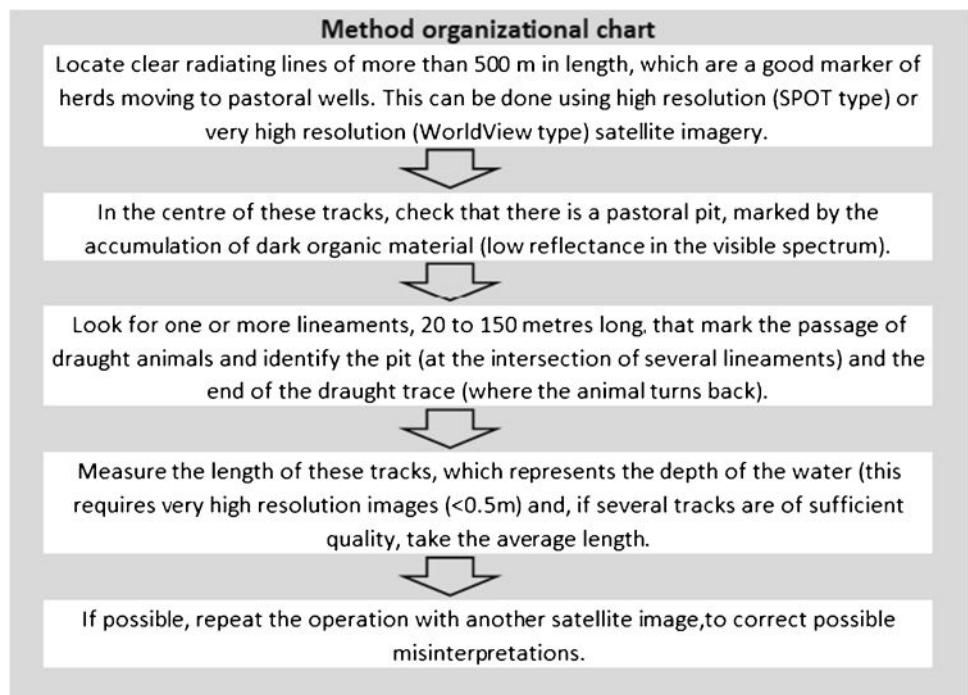 Method organizational chart
Locate clear radiating lines of more than 500 m in length, which are a good marker of
herds moving to pastoral wells. This can be done using high resolution (SPOT type) or
very high resolution (WorldView type) satellite imagery.
In the centre of these tracks, check that there is a pastoral pit, marked by the
accumulation of dark organic material (low reflectance in the visible spectrum).
Look for one or more lineaments, 20 to 150 metres long, that mark the passage of
draught animals and identify the pit (at the intersection of several lineaments) and the
end of the draught trace (where the animal turns back).
Measure the length of these tracks, which represents the depth of the water (this
requires very high resolution images (<0.5m) and, if several tracks are of sufficient
quality, take the average length.
If possible, repeat the operation with another satellite image,to correct possible
misinterpretations.